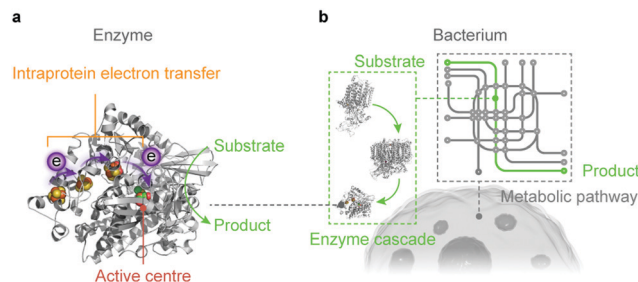 a
Enzyme
Intraprotein electron transfer
e
e
Substrate
Product
Active centre
b
Substrate
Bacterium
Enzyme cascade
Product
Metabolic pathway